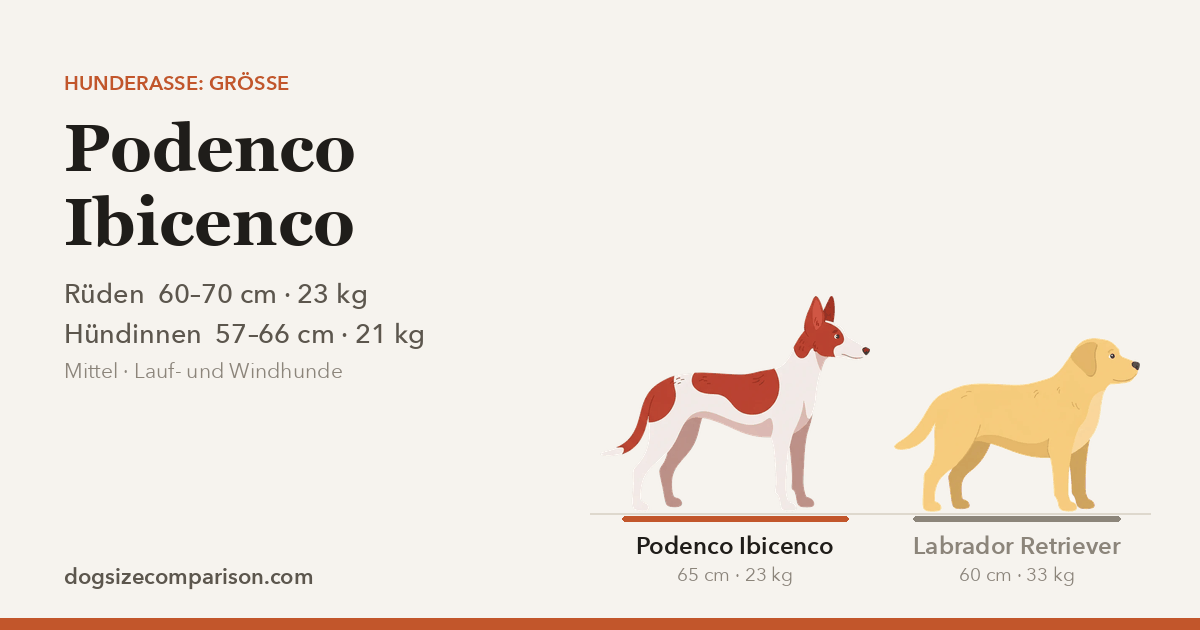 HUNDERASSE: GRÖSSE
Podenco
Ibicenco
Rüden 60–70 cm · 23 kg
Hündinnen 57–66 cm · 21 kg
Mittel · Lauf- und Windhunde
Podenco Ibicenco
65 cm · 23 kg
Labrador Retriever
60 cm · 33 kg
dogsizecomparison.com